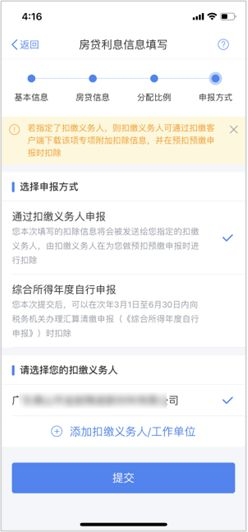 4:16
返回
房贷利息信息填写
基本信息
房贷信息
分配比例
申报方式
若指定了扣缴义务人，则扣缴义务人可通过扣缴客
户端下载该项专项附加扣除信息，并在预扣预缴申
报时扣除
选择申报方式
通过扣缴义务人申报
您本次填写的扣除信息将会被发送给您指定的扣缴
义务人，由扣缴义务人在为您做预扣预缴申报时进
行扣除
综合所得年度自行申报
您本次提交后，可以在次年3月1日至6月30日内向
税务机关办理汇算清缴申报（《综合所得年度自行
申报》）时扣除
请选择您的扣缴义务人
广 司
添加扣缴义务人/工作单位
提交